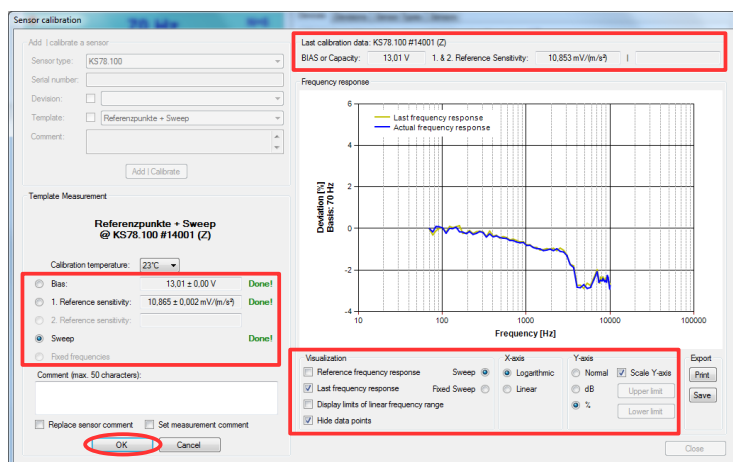 Sensor calibration
70 Hz
Add | calibrate a sensor
Sensor type: KS78.100
Serial number:
Devision:
Template: Referenzpunkte + Sweep
Comment:
Add | Calibrate
Template Measurement
Referenzpunkte + Sweep
@ KS78.100 #14001 (Z)
Calibration temperature: 23°C
Bias: 13,01 ± 0,00 V Done!
1. Reference sensitivity: 10,865 ± 0,002 mV/(m/s²) Done!
2. Reference sensitivity:
Sweep Done!
Fixed frequencies
Comment (max. 50 characters):
Replace sensor comment Set measurement comment
OK Cancel
Last calibration data: KS78.100 #14001 (Z)
BIAS or Capacity: 13,01 V 1. & 2. Reference Sensitivity: 10,853 mV/(m/s²) |
Frequency response
Last frequency response
Actual frequency response
Deviation [%]
Basis: 70 Hz
6
4
2
0
-2
-4
10 100 1000 10000 100000
Frequency [Hz]
Visualization X-axis Y-axis Export
Reference frequency response Sweep Logarithmic Normal Scale Y-axis Print
Last frequency response Fixed Sweep Linear dB Upper limit Save
Display limits of linear frequency range % Lower limit
Hide data points
Close